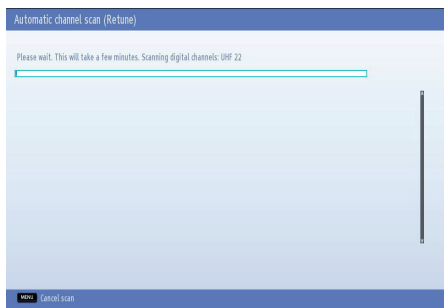 Automatic channel scan (Retune)
Please wait. This will take a few minutes. Scanning digital channels: UHF 22
MENU Cancel scan